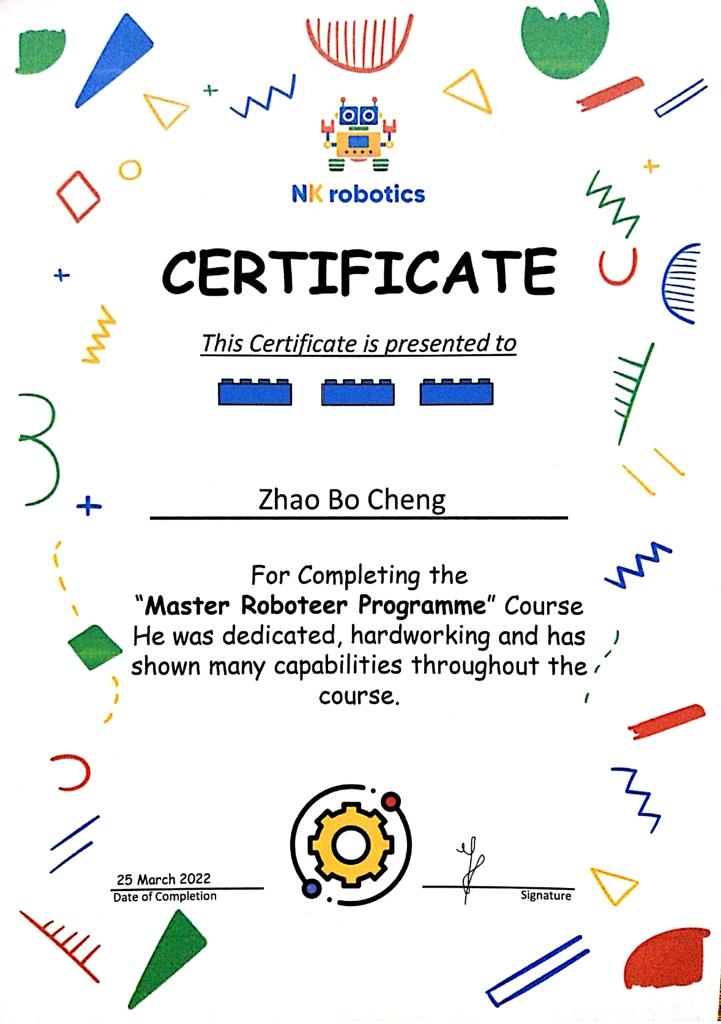 NK robotics
CERTIFICATE
This Certificate is presented to
Zhao Bo Cheng
For Completing the
“Master Roboteer Programme” Course
He was dedicated, hardworking and has
shown many capabilities throughout the
course.
25 March 2022
Date of Completion
Signature